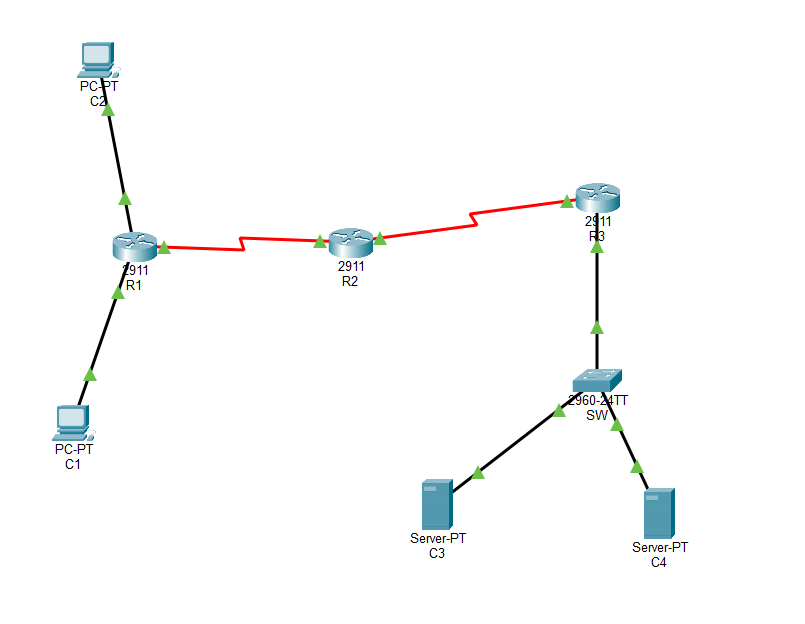 PC-PT
C2
2911
R1
2911
R2
2911
R3
2960-24TT
SW
PC-PT
C1
Server-PT
C3
Server-PT
C4